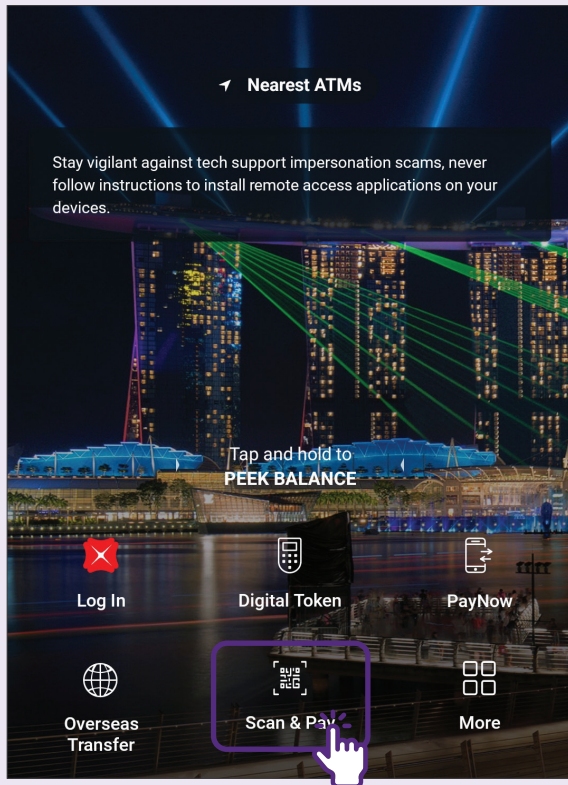 Nearest ATMs
Stay vigilant against tech support impersonation scams, never
follow instructions to install remote access applications on your
devices.
Tap and hold to
PEEK BALANCE
Log In
Digital Token
PayNow
Overseas
Transfer
Scan & Pay
More